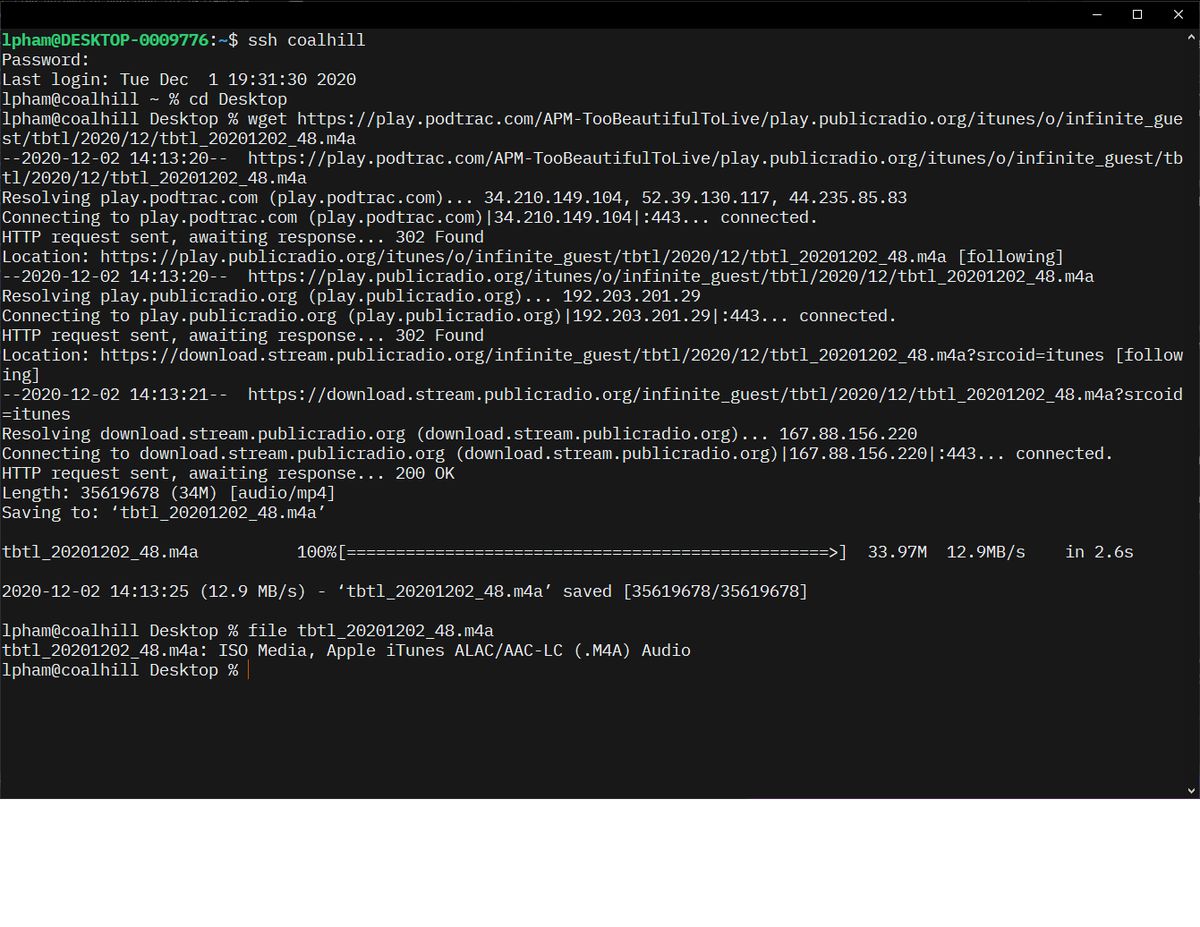 lpham@DESKTOP-0009776:~$ ssh coalhill
Password:
Last login: Tue Dec  1 19:31:30 2020
lpham@coalhill ~ % cd Desktop
lpham@coalhill Desktop % wget https://play.podtrac.com/APM-TooBeautifulToLive/play.publicradio.org/itunes/o/infinite_gue
st/tbtl/2020/12/tbtl_20201202_48.m4a
--2020-12-02 14:13:20--  https://play.podtrac.com/APM-TooBeautifulToLive/play.publicradio.org/itunes/o/infinite_guest/tb
tl/2020/12/tbtl_20201202_48.m4a
Resolving play.podtrac.com (play.podtrac.com)... 34.210.149.104, 52.39.130.117, 44.235.85.83
Connecting to play.podtrac.com (play.podtrac.com)|34.210.149.104|:443... connected.
HTTP request sent, awaiting response... 302 Found
Location: https://play.publicradio.org/itunes/o/infinite_guest/tbtl/2020/12/tbtl_20201202_48.m4a [following]
--2020-12-02 14:13:20--  https://play.publicradio.org/itunes/o/infinite_guest/tbtl/2020/12/tbtl_20201202_48.m4a
Resolving play.publicradio.org (play.publicradio.org)... 192.203.201.29
Connecting to play.publicradio.org (play.publicradio.org)|192.203.201.29|:443... connected.
HTTP request sent, awaiting response... 302 Found
Location: https://download.stream.publicradio.org/infinite_guest/tbtl/2020/12/tbtl_20201202_48.m4a?srcoid=itunes [follow
ing]
--2020-12-02 14:13:21--  https://download.stream.publicradio.org/infinite_guest/tbtl/2020/12/tbtl_20201202_48.m4a?srcoid
=itunes
Resolving download.stream.publicradio.org (download.stream.publicradio.org)... 167.88.156.220
Connecting to download.stream.publicradio.org (download.stream.publicradio.org)|167.88.156.220|:443... connected.
HTTP request sent, awaiting response... 200 OK
Length: 35619678 (34M) [audio/mp4]
Saving to: ‘tbtl_20201202_48.m4a’
tbtl_20201202_48.m4a          100%[=================================================>]  33.97M  12.9MB/s    in 2.6s
2020-12-02 14:13:25 (12.9 MB/s) - ‘tbtl_20201202_48.m4a’ saved [35619678/35619678]
lpham@coalhill Desktop % file tbtl_20201202_48.m4a
tbtl_20201202_48.m4a: ISO Media, Apple iTunes ALAC/AAC-LC (.M4A) Audio
lpham@coalhill Desktop %